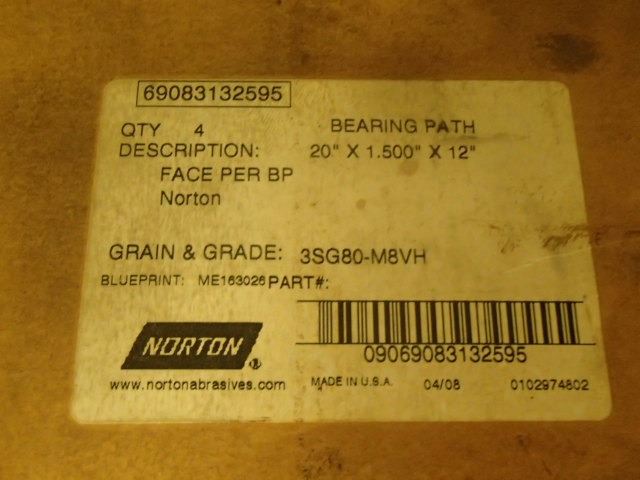 69083132595
QTY 4 BEARING PATH
DESCRIPTION: 20" X 1.500" X 12"
FACE PER BP
Norton
GRAIN & GRADE: 3SG80-M8VH
BLUEPRINT: ME163026 PART#:
09069083132595
NORTON ®
www.nortonabrasives.com MADE IN U.S.A. 04/08 0102974802